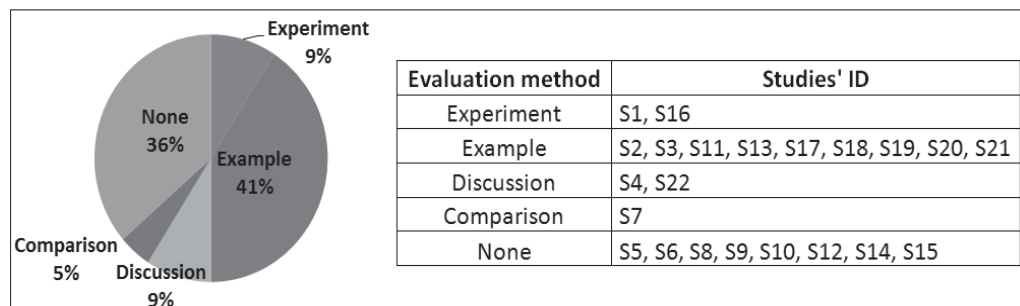 Experiment
9%
None
36%
Example
41%
Comparison
5%
Discussion
9%
Evaluation method Studies' ID
Experiment S1, S16
Example S2, S3, S11, S13, S17, S18, S19, S20, S21
Discussion S4, S22
Comparison S7
None S5, S6, S8, S9, S10, S12, S14, S15